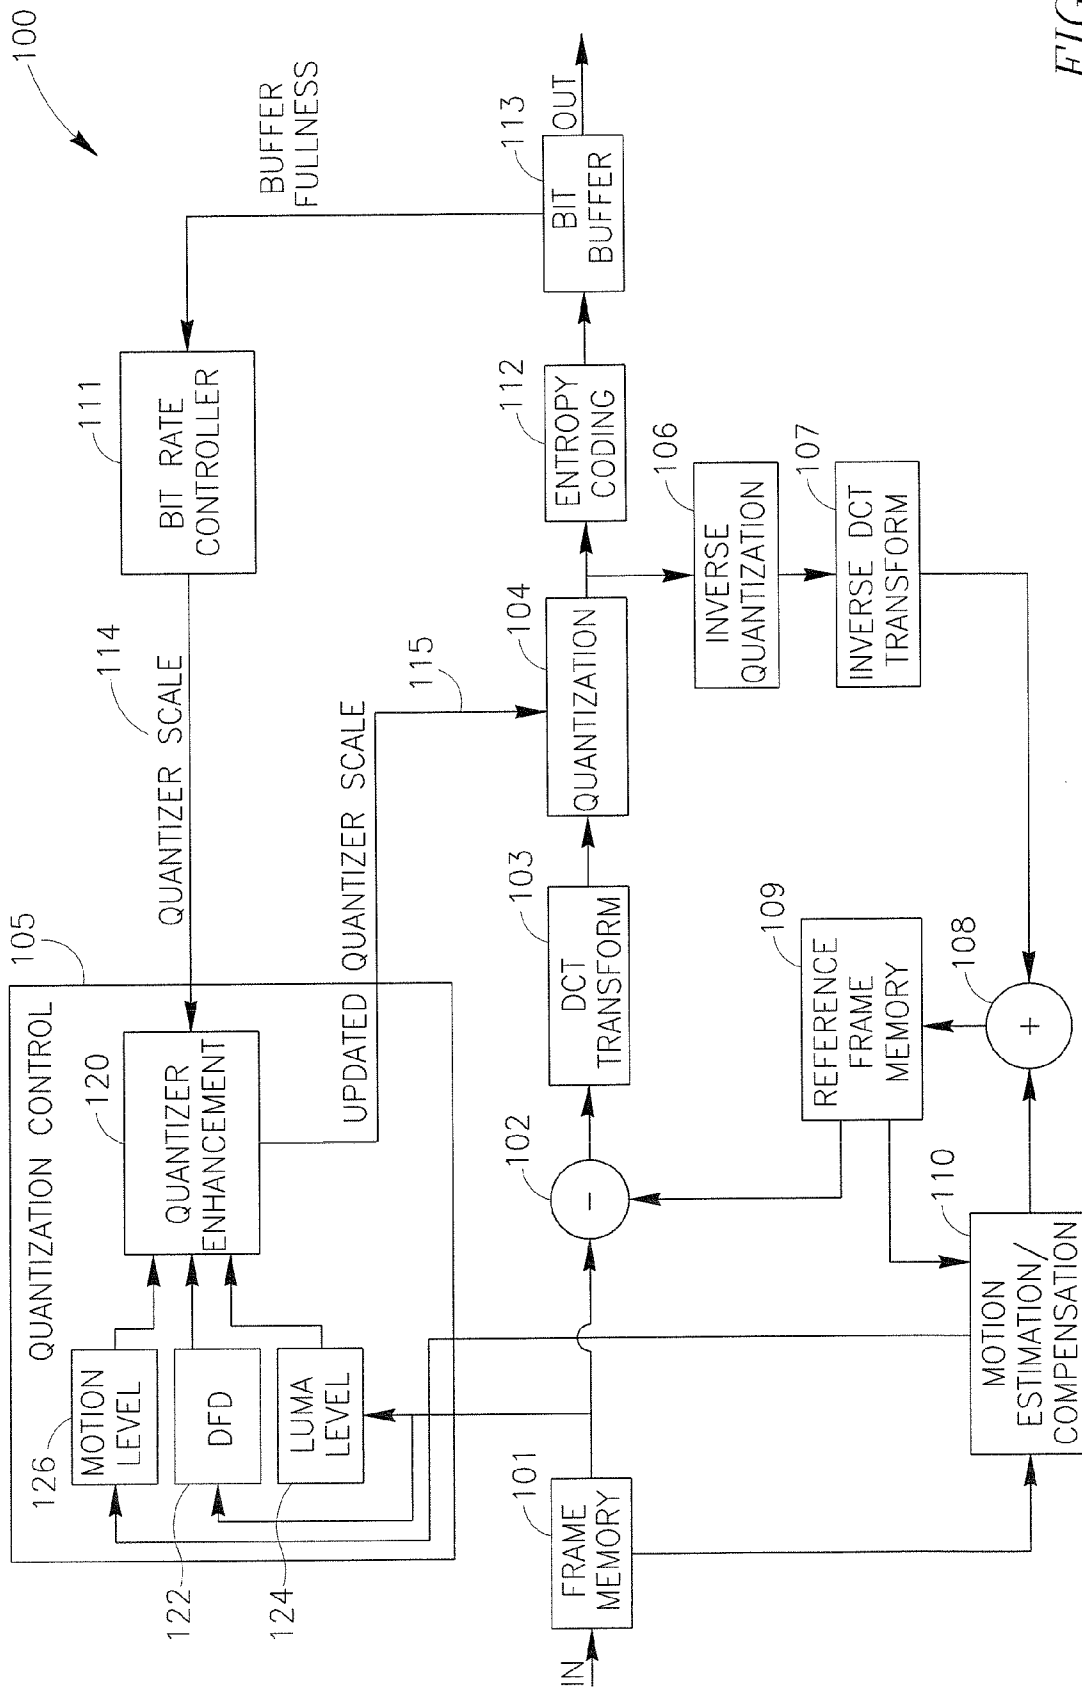 100
QUANTIZATION CONTROL
105
126
MOTION
LEVEL
122
DFD
124
LUMA
LEVEL
120
QUANTIZER
ENHANCEMENT
QUANTIZER SCALE
114
111
BIT RATE
CONTROLLER
BUFFER
FULLNESS
UPDATED QUANTIZER SCALE
115
IN
101
FRAME
MEMORY
102
-
103
DCT
TRANSFORM
104
QUANTIZATION
112
ENTROPY
CODING
113
BIT
BUFFER
OUT
106
INVERSE
QUANTIZATION
107
INVERSE DCT
TRANSFORM
109
REFERENCE
FRAME
MEMORY
108
+
110
MOTION
ESTIMATION/
COMPENSATION
FIG